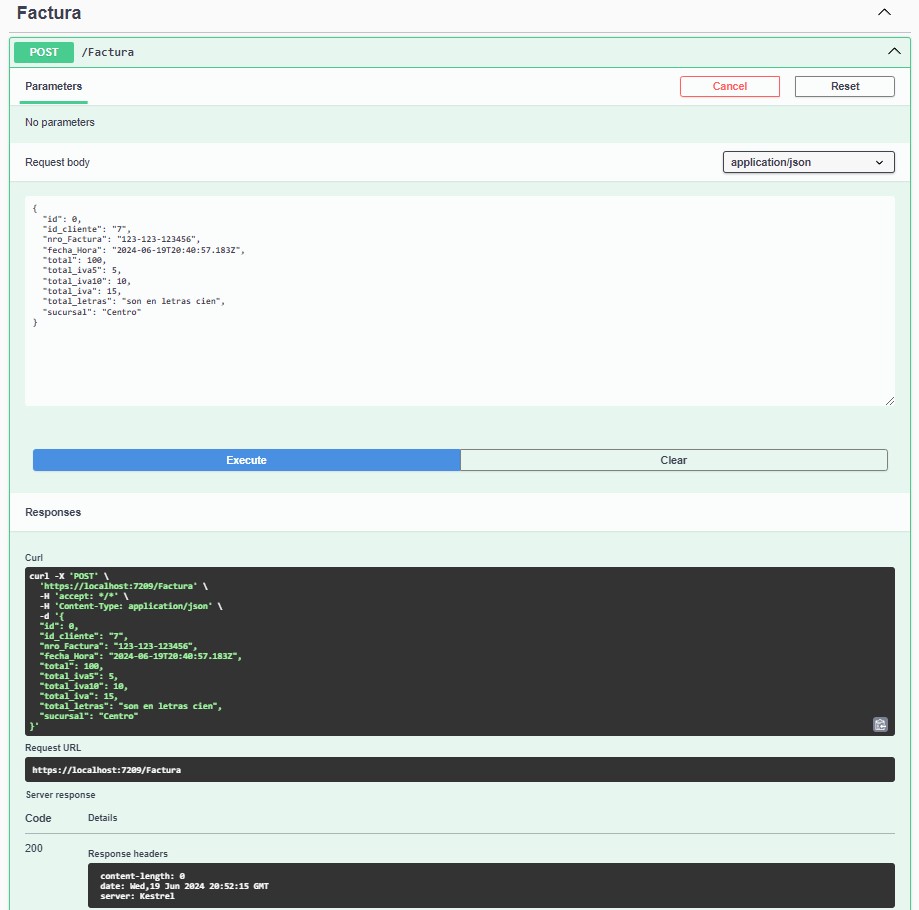 Factura
POST /Factura
Parameters
Cancel
Reset
No parameters
Request body
application/json
{
  "id": 0,
  "id_cliente": "7",
  "nro_Factura": "123-123-123456",
  "fecha_Hora": "2024-06-19T20:40:57.183Z",
  "total": 100,
  "total_iva5": 5,
  "total_iva10": 10,
  "total_iva": 15,
  "total_letras": "son en letras cien",
  "sucursal": "Centro"
}
Execute
Clear
Responses
Curl
curl -X 'POST' \
  'https://localhost:7209/Factura' \
  -H 'accept: */*' \
  -H 'Content-Type: application/json' \
  -d '{
  "id": 0,
  "id_cliente": "7",
  "nro_Factura": "123-123-123456",
  "fecha_Hora": "2024-06-19T20:40:57.183Z",
  "total": 100,
  "total_iva5": 5,
  "total_iva10": 10,
  "total_iva": 15,
  "total_letras": "son en letras cien",
  "sucursal": "Centro"
}'
Request URL
https://localhost:7209/Factura
Server response
Code Details
200
Response headers
content-length: 0
date: Wed,19 Jun 2024 20:52:15 GMT
server: Kestrel